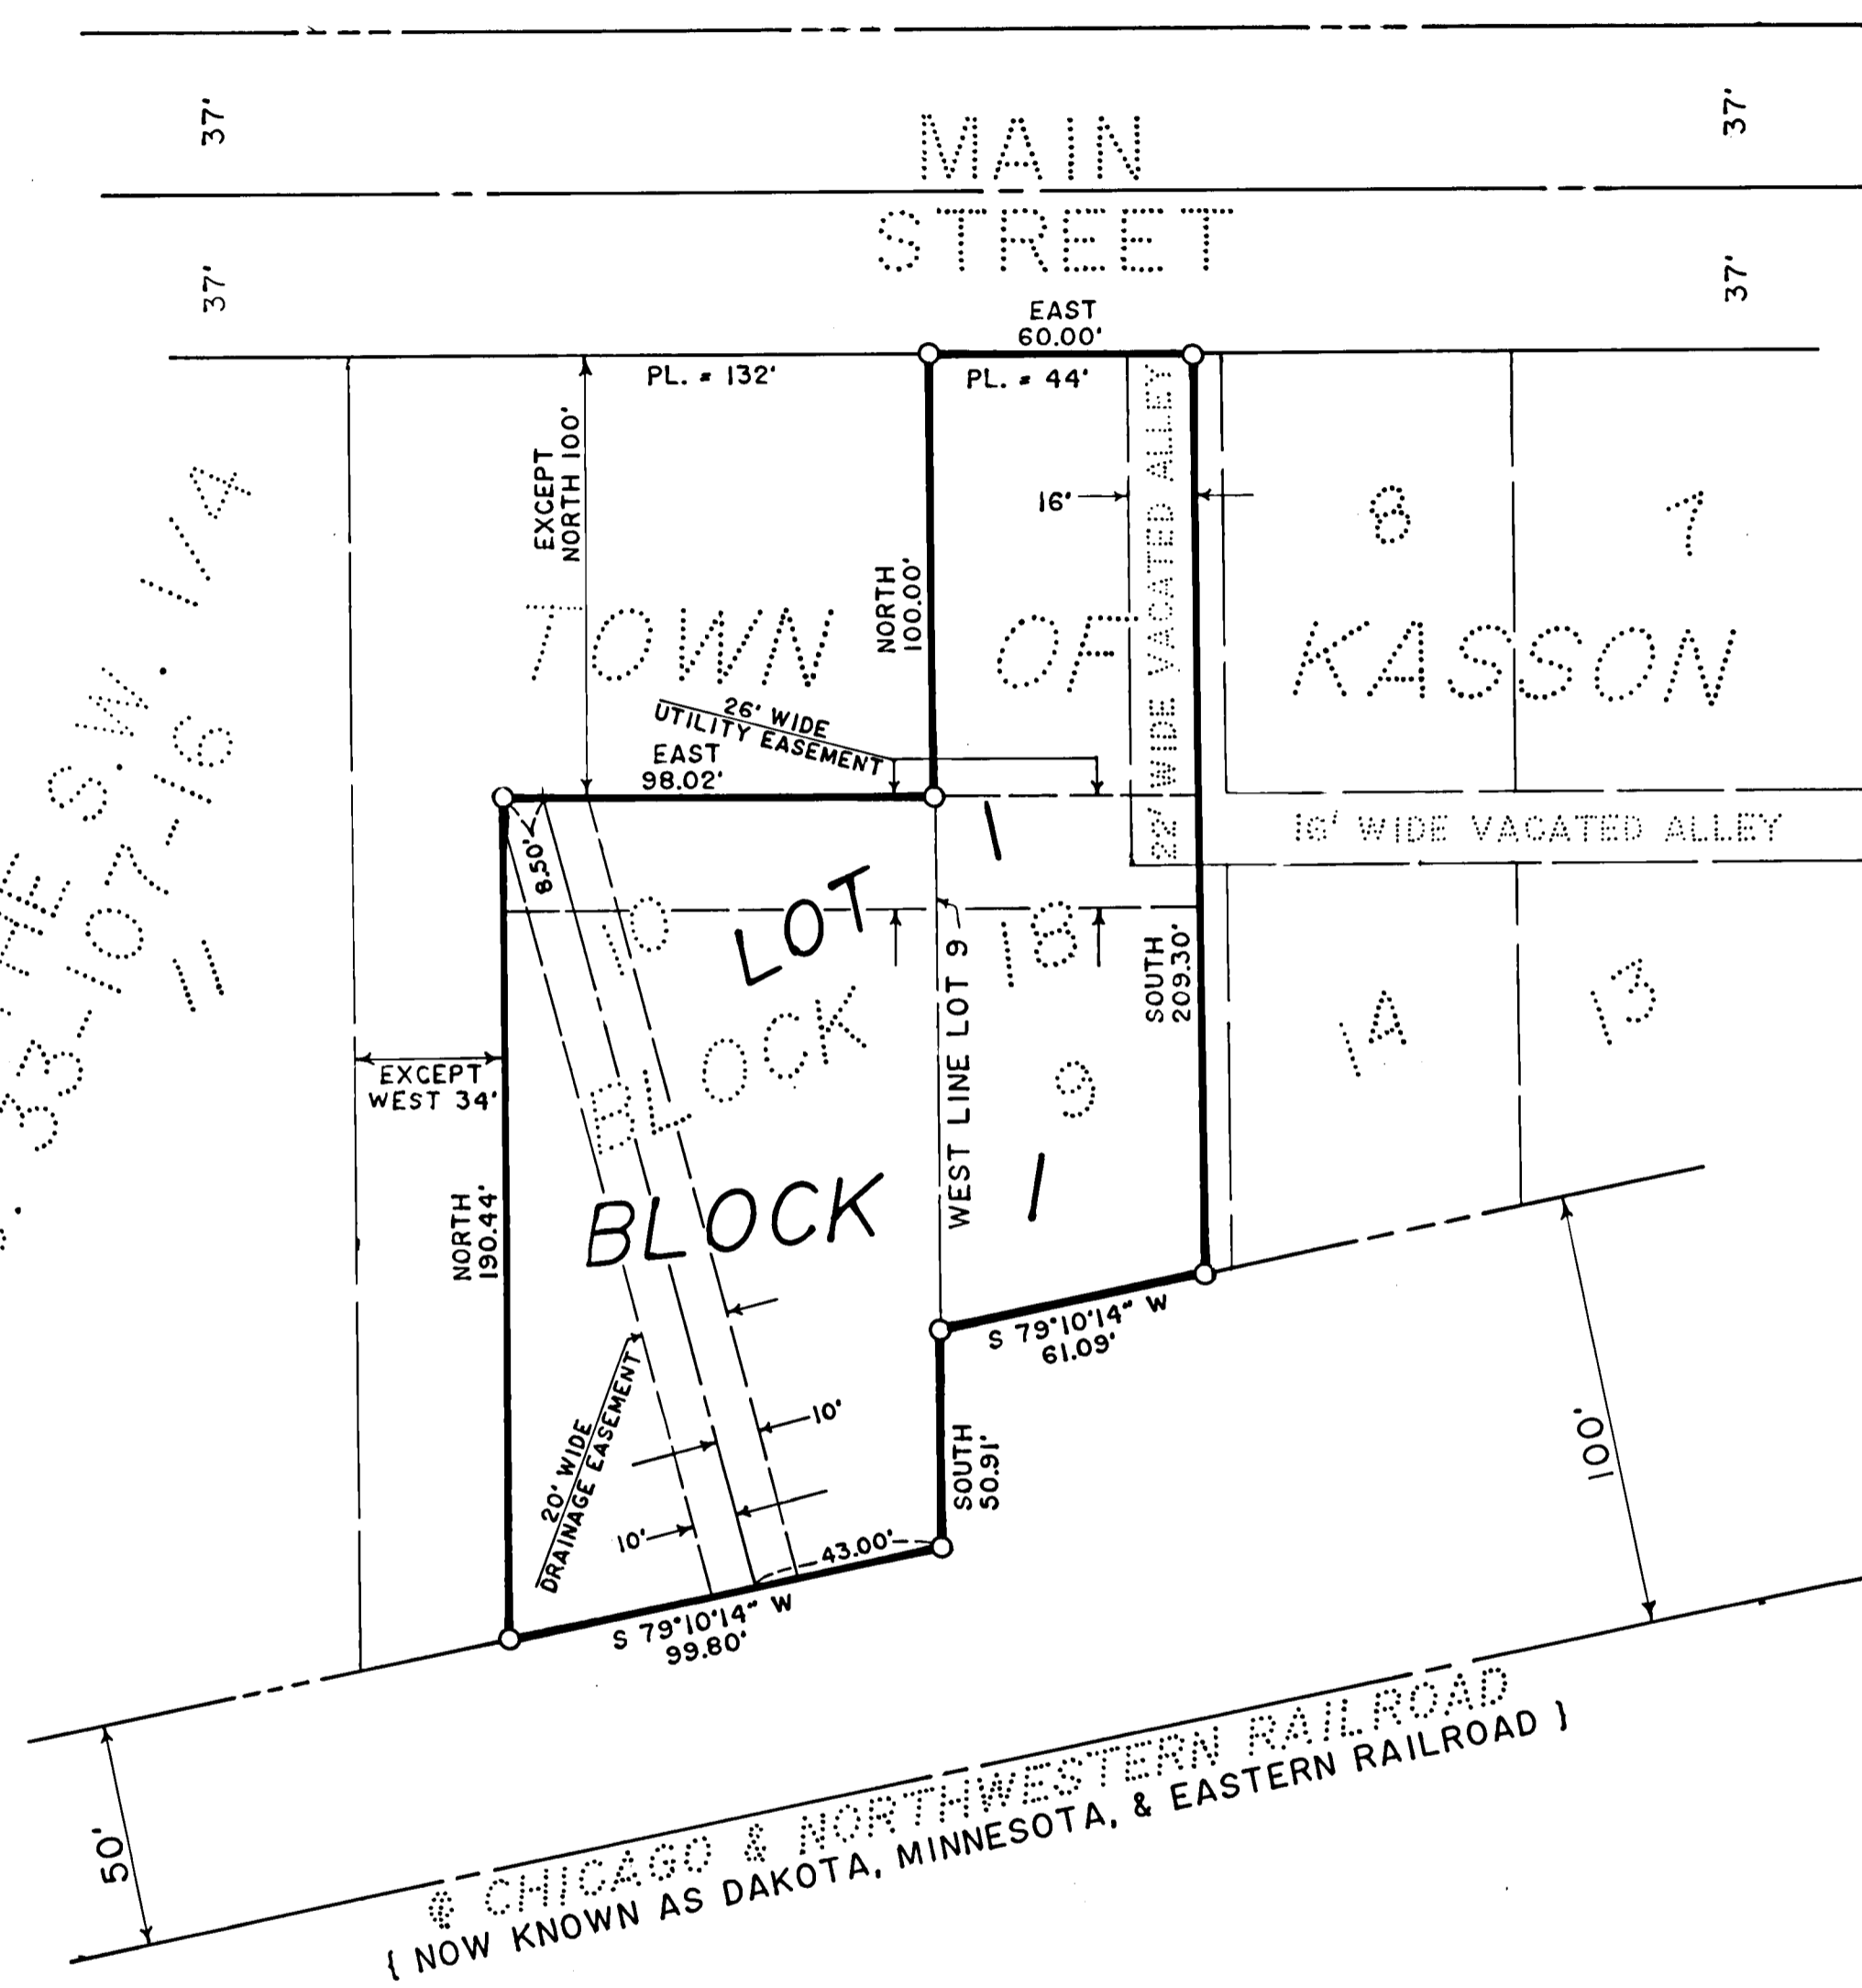 37'
37'
MAIN
STREET
37'
37'
EAST
60.00'
PL. = 132'
PL. = 44'
EXCEPT
NORTH 100'
16'
22' WIDE VACATED ALLEY
8
7
S.W. 1/4
THE
33-107-16
11
NORTH
100.00'
TOWN OF KASSON
26' WIDE
UTILITY EASEMENT
EAST
98.02'
8.50'
16' WIDE VACATED ALLEY
LOT 1
10
18
BLOCK
9
WEST LINE LOT 9
SOUTH
209.30'
1A
13
EXCEPT
WEST 34'
NORTH
190.44'
BLOCK 1
S 79°10'14" W
61.09'
SOUTH
50.91'
100'
20' WIDE
DRAINAGE EASEMENT
10'
10'
43.00'
S 79°10'14" W
99.80'
50'
CHICAGO & NORTHWESTERN RAILROAD
{ NOW KNOWN AS DAKOTA, MINNESOTA, & EASTERN RAILROAD }